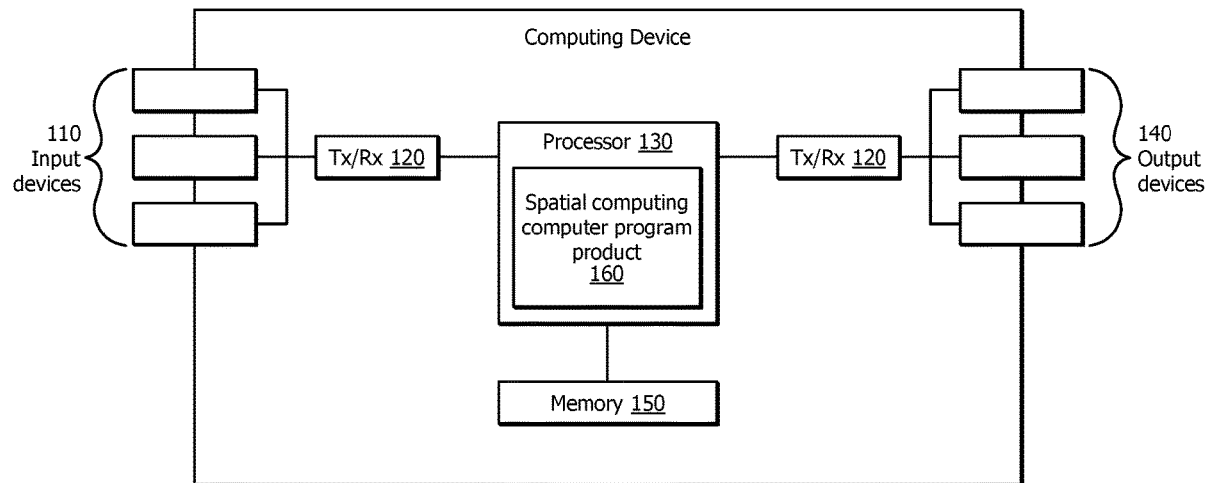 Computing Device
110
Input
devices
Tx/Rx 120
Processor 130
Spatial computing
computer program
product
160
Tx/Rx 120
140
Output
devices
Memory 150